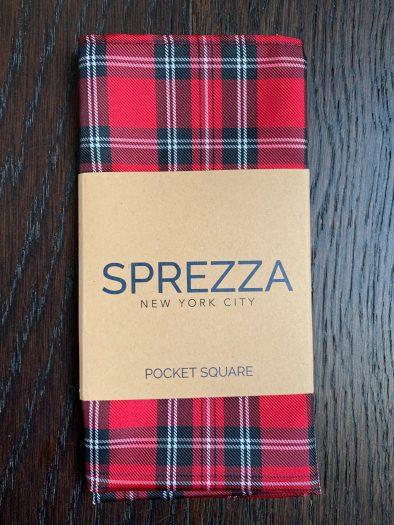 SPREZZA
NEW YORK CITY
POCKET SQUARE